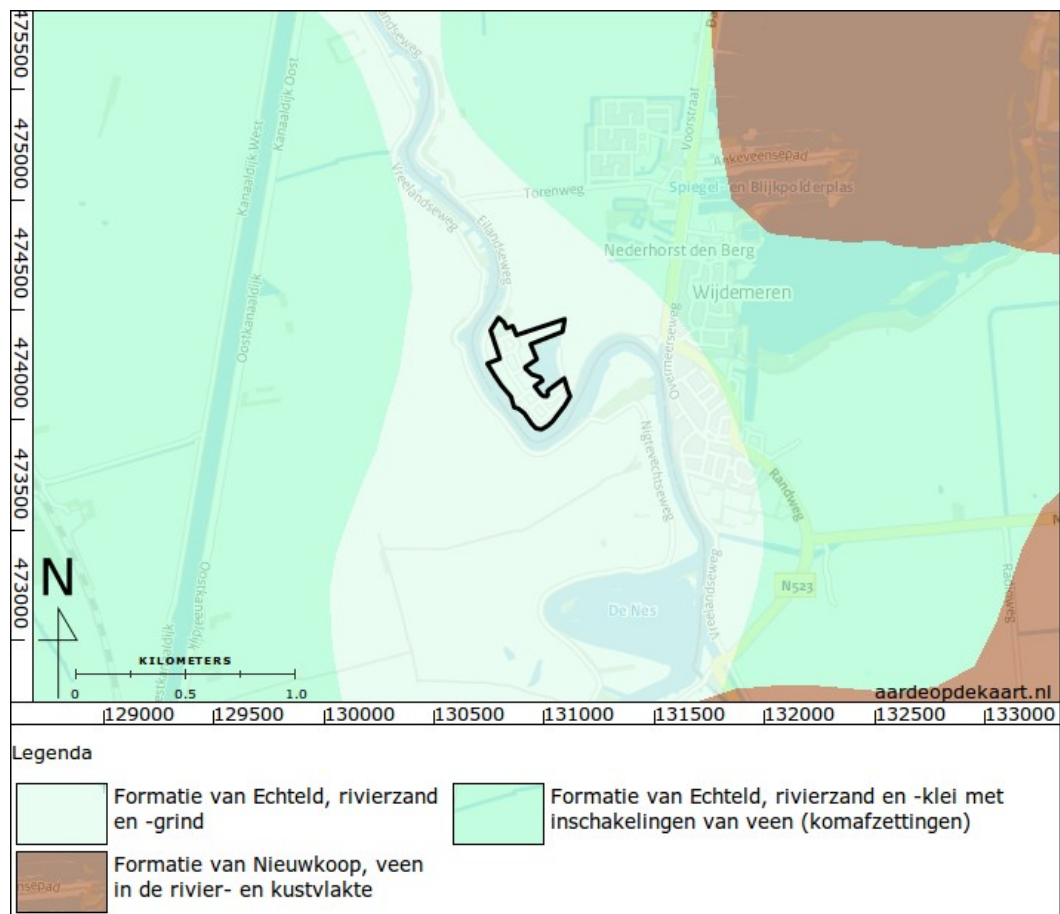 475500
475000
474500
474000
473500
473000
Vreelandseweg
Eilandseweg
Kanaaldijk West
Kanaaldijk Oost
Oostkanaaldijk
Oostkanaaldijk
Torenweg
Voorstraat
Ankeveensepad
Spiegel- en Blijkpolderplas
Nederhorst den Berg
Wijdemeren
Overmeerseweg
Nigtevechtseweg
Randweg
Vreelandseweg
N523
De Nes
N
KILOMETERS
0 0.5 1.0
aardeopdekaart.nl
129000 129500 130000 130500 131000 131500 132000 132500 133000
Legenda
Formatie van Echteld, rivierzand
en -grind
Formatie van Echteld, rivierzand en -klei met
inschakelingen van veen (komafzettingen)
Formatie van Nieuwkoop, veen
in de rivier- en kustvlakte